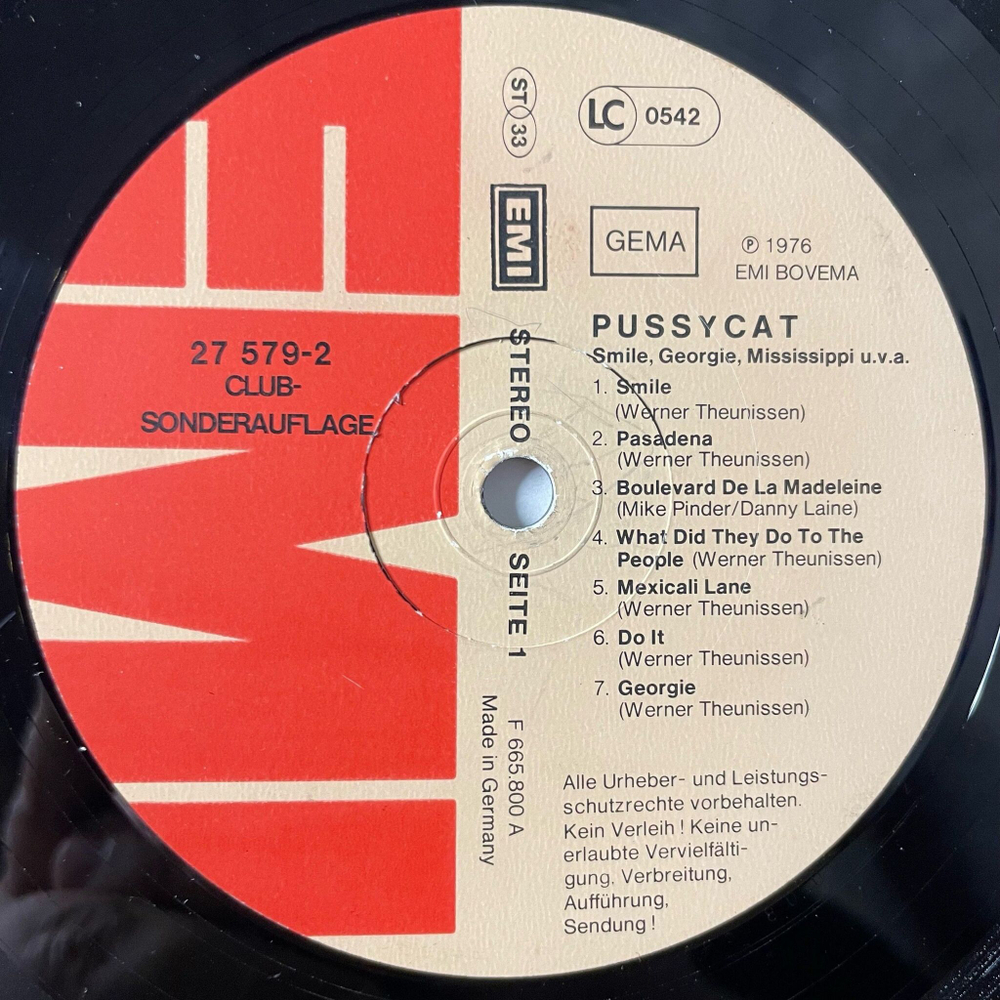 27 579-2
CLUB-
SONDERAUFLAGE
ST 33
EMI
STEREO
SEITE 1
F 665.800 A
Made in Germany
LC 0542
GEMA
℗ 1976
EMI BOVEMA
PUSSYCAT
Smile, Georgie, Mississippi u.v.a.
1. Smile
(Werner Theunissen)
2. Pasadena
(Werner Theunissen)
3. Boulevard De La Madeleine
(Mike Pinder/Danny Laine)
4. What Did They Do To The
People (Werner Theunissen)
5. Mexicali Lane
(Werner Theunissen)
6. Do It
(Werner Theunissen)
7. Georgie
(Werner Theunissen)
Alle Urheber- und Leistungs-
schutzrechte vorbehalten.
Kein Verleih! Keine un-
erlaubte Vervielfälti-
gung, Verbreitung,
Aufführung,
Sendung!